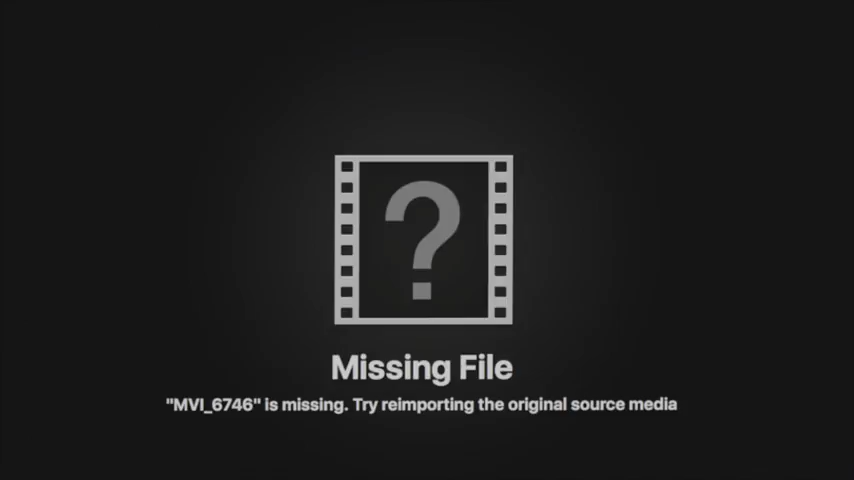 Missing File
"MVI_6746" is missing. Try reimporting the original source media